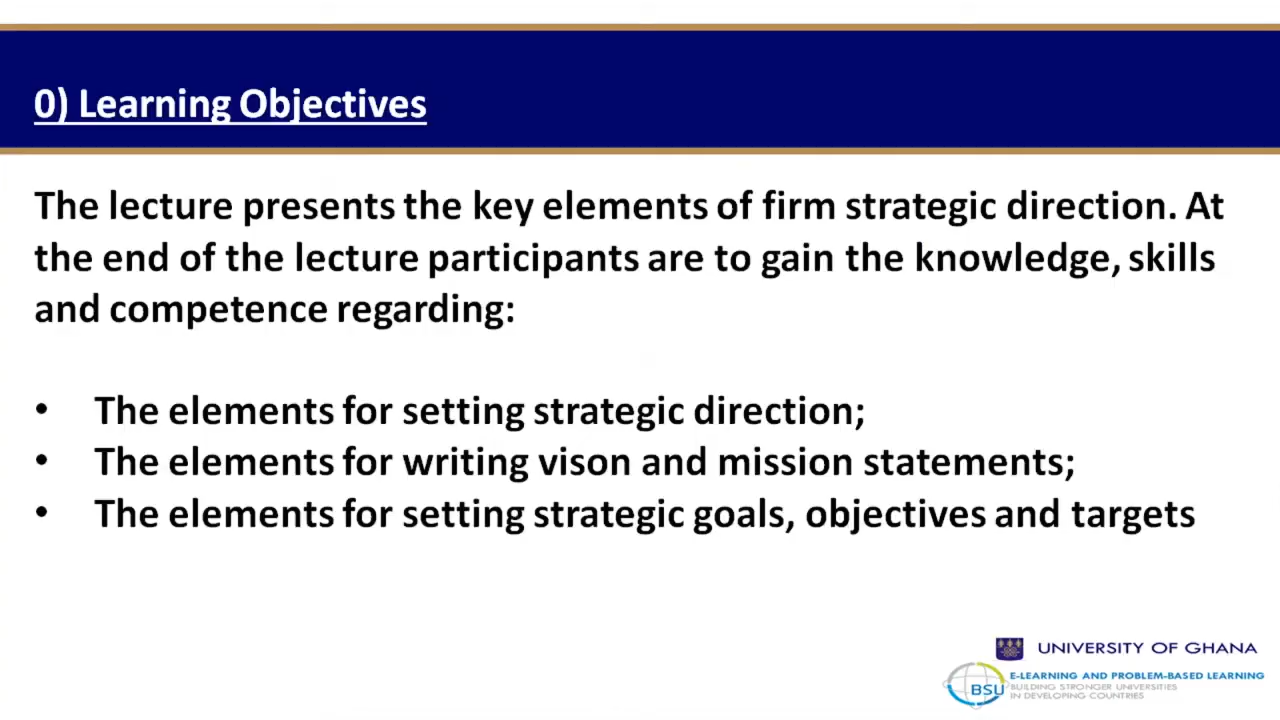 0) Learning Objectives
The lecture presents the key elements of firm strategic direction. At
the end of the lecture participants are to gain the knowledge, skills
and competence regarding:
• The elements for setting strategic direction;
• The elements for writing vison and mission statements;
• The elements for setting strategic goals, objectives and targets
UNIVERSITY OF GHANA
BSU
E-LEARNING AND PROBLEM-BASED LEARNING
BUILDING STRONGER UNIVERSITIES
IN DEVELOPING COUNTRIES